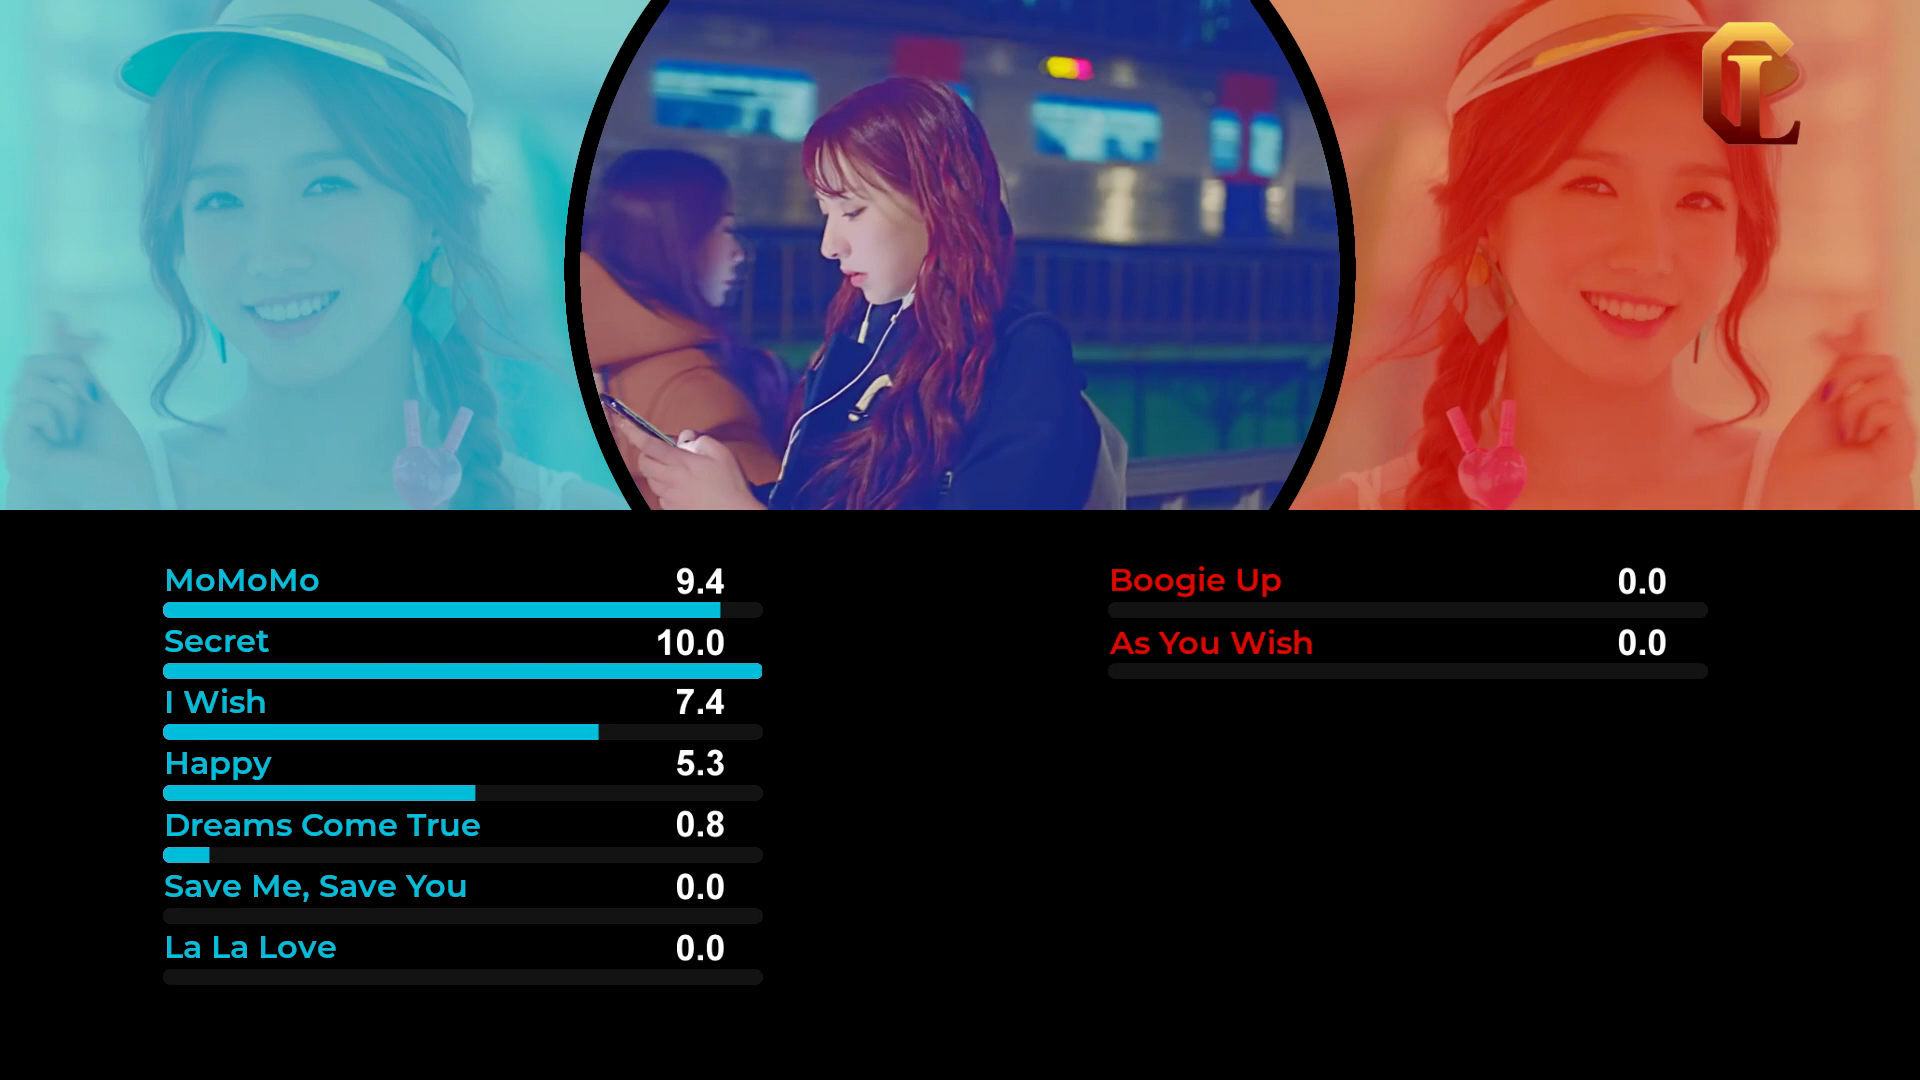 MoMoMo 9.4
Secret 10.0
I Wish 7.4
Happy 5.3
Dreams Come True 0.8
Save Me, Save You 0.0
La La Love 0.0
Boogie Up 0.0
As You Wish 0.0